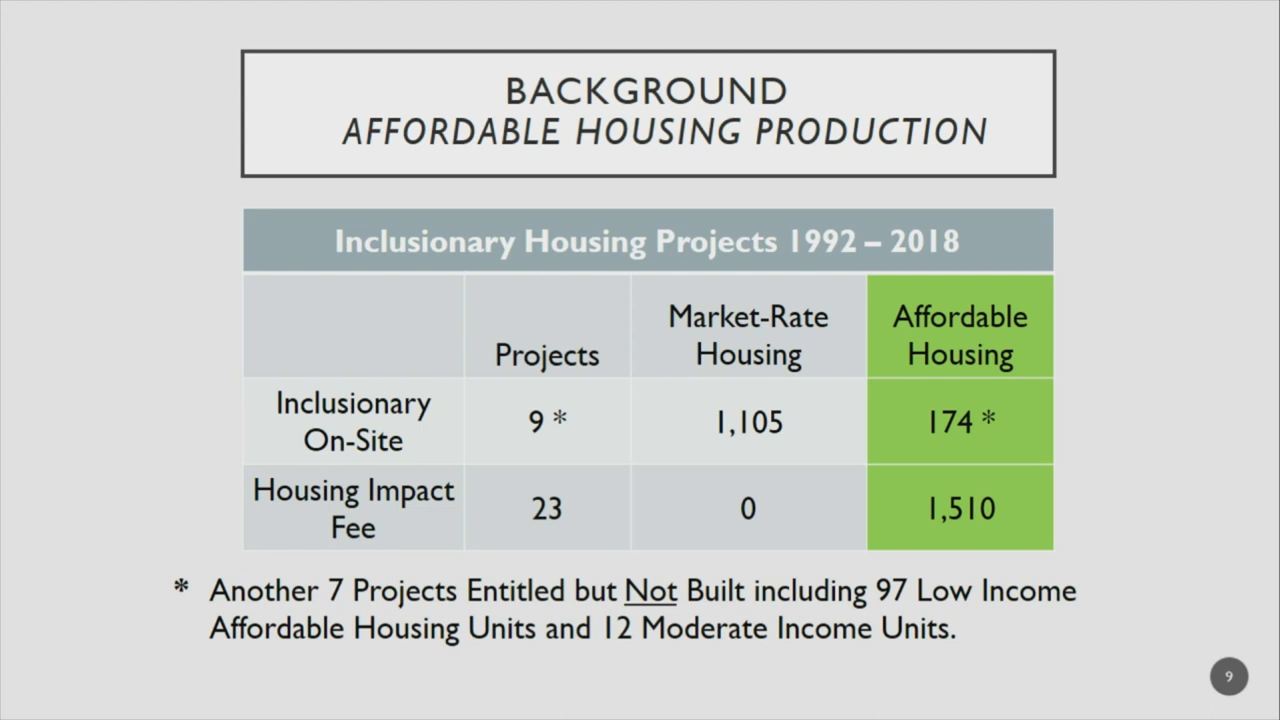 BACKGROUND
AFFORDABLE HOUSING PRODUCTION
Inclusionary Housing Projects 1992 – 2018
Projects
Market-Rate
Housing
Affordable
Housing
Inclusionary
On-Site
9 *
1,105
174 *
Housing Impact
Fee
23
0
1,510
* Another 7 Projects Entitled but Not Built including 97 Low Income
Affordable Housing Units and 12 Moderate Income Units.
9